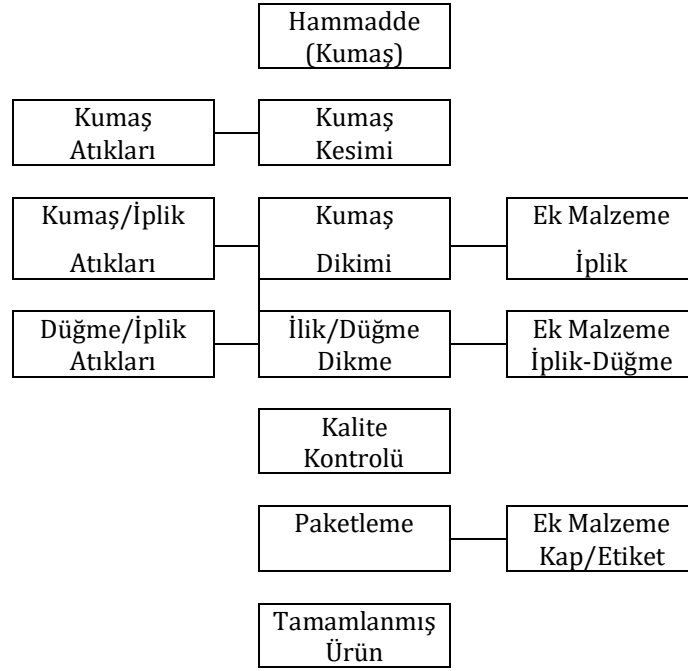 Hammadde
(Kumaş)
Kumaş
Atıkları
Kumaş
Kesimi
Kumaş/İplik
Atıkları
Kumaş
Dikimi
Ek Malzeme
İplik
Düğme/İplik
Atıkları
İlik/Düğme
Dikme
Ek Malzeme
İplik-Düğme
Kalite
Kontrolü
Paketleme
Ek Malzeme
Kap/Etiket
Tamamlanmış
Ürün